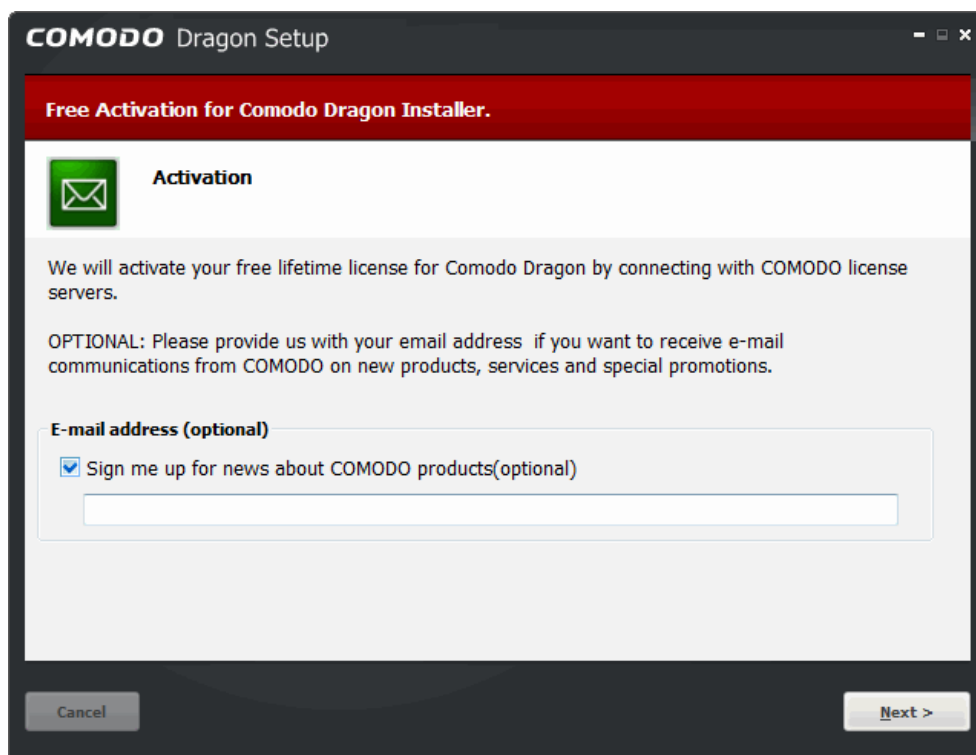 COMODO Dragon Setup
Free Activation for Comodo Dragon Installer.
Activation
We will activate your free lifetime license for Comodo Dragon by connecting with COMODO license
servers.
OPTIONAL: Please provide us with your email address  if you want to receive e-mail
communications from COMODO on new products, services and special promotions.
E-mail address (optional)
Sign me up for news about COMODO products(optional)
Cancel
Next >